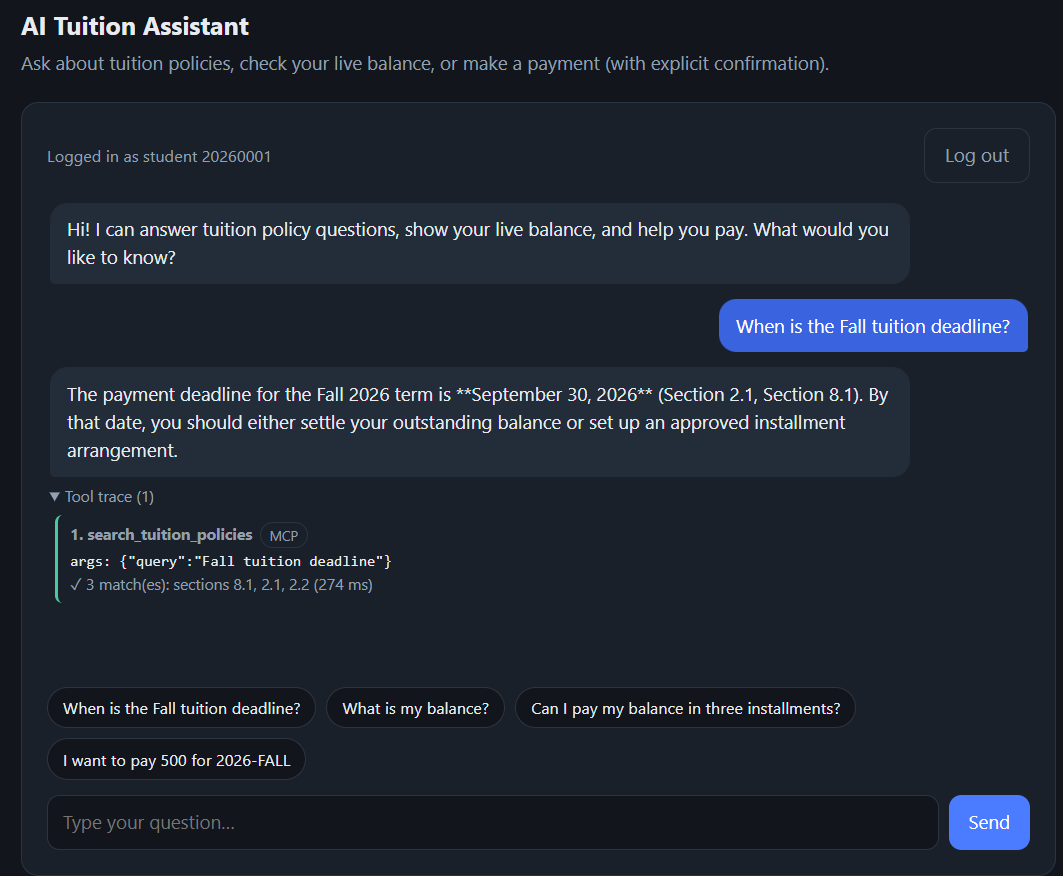 AI Tuition Assistant
Ask about tuition policies, check your live balance, or make a payment (with explicit confirmation).
Logged in as student 20260001
Log out
Hi! I can answer tuition policy questions, show your live balance, and help you pay. What would you
like to know?
When is the Fall tuition deadline?
The payment deadline for the Fall 2026 term is **September 30, 2026** (Section 2.1, Section 8.1). By
that date, you should either settle your outstanding balance or set up an approved installment
arrangement.
▼ Tool trace (1)
1. search_tuition_policies MCP
args: {"query":"Fall tuition deadline"}
✓ 3 match(es): sections 8.1, 2.1, 2.2 (274 ms)
When is the Fall tuition deadline? What is my balance? Can I pay my balance in three installments?
I want to pay 500 for 2026-FALL
Type your question...
Send